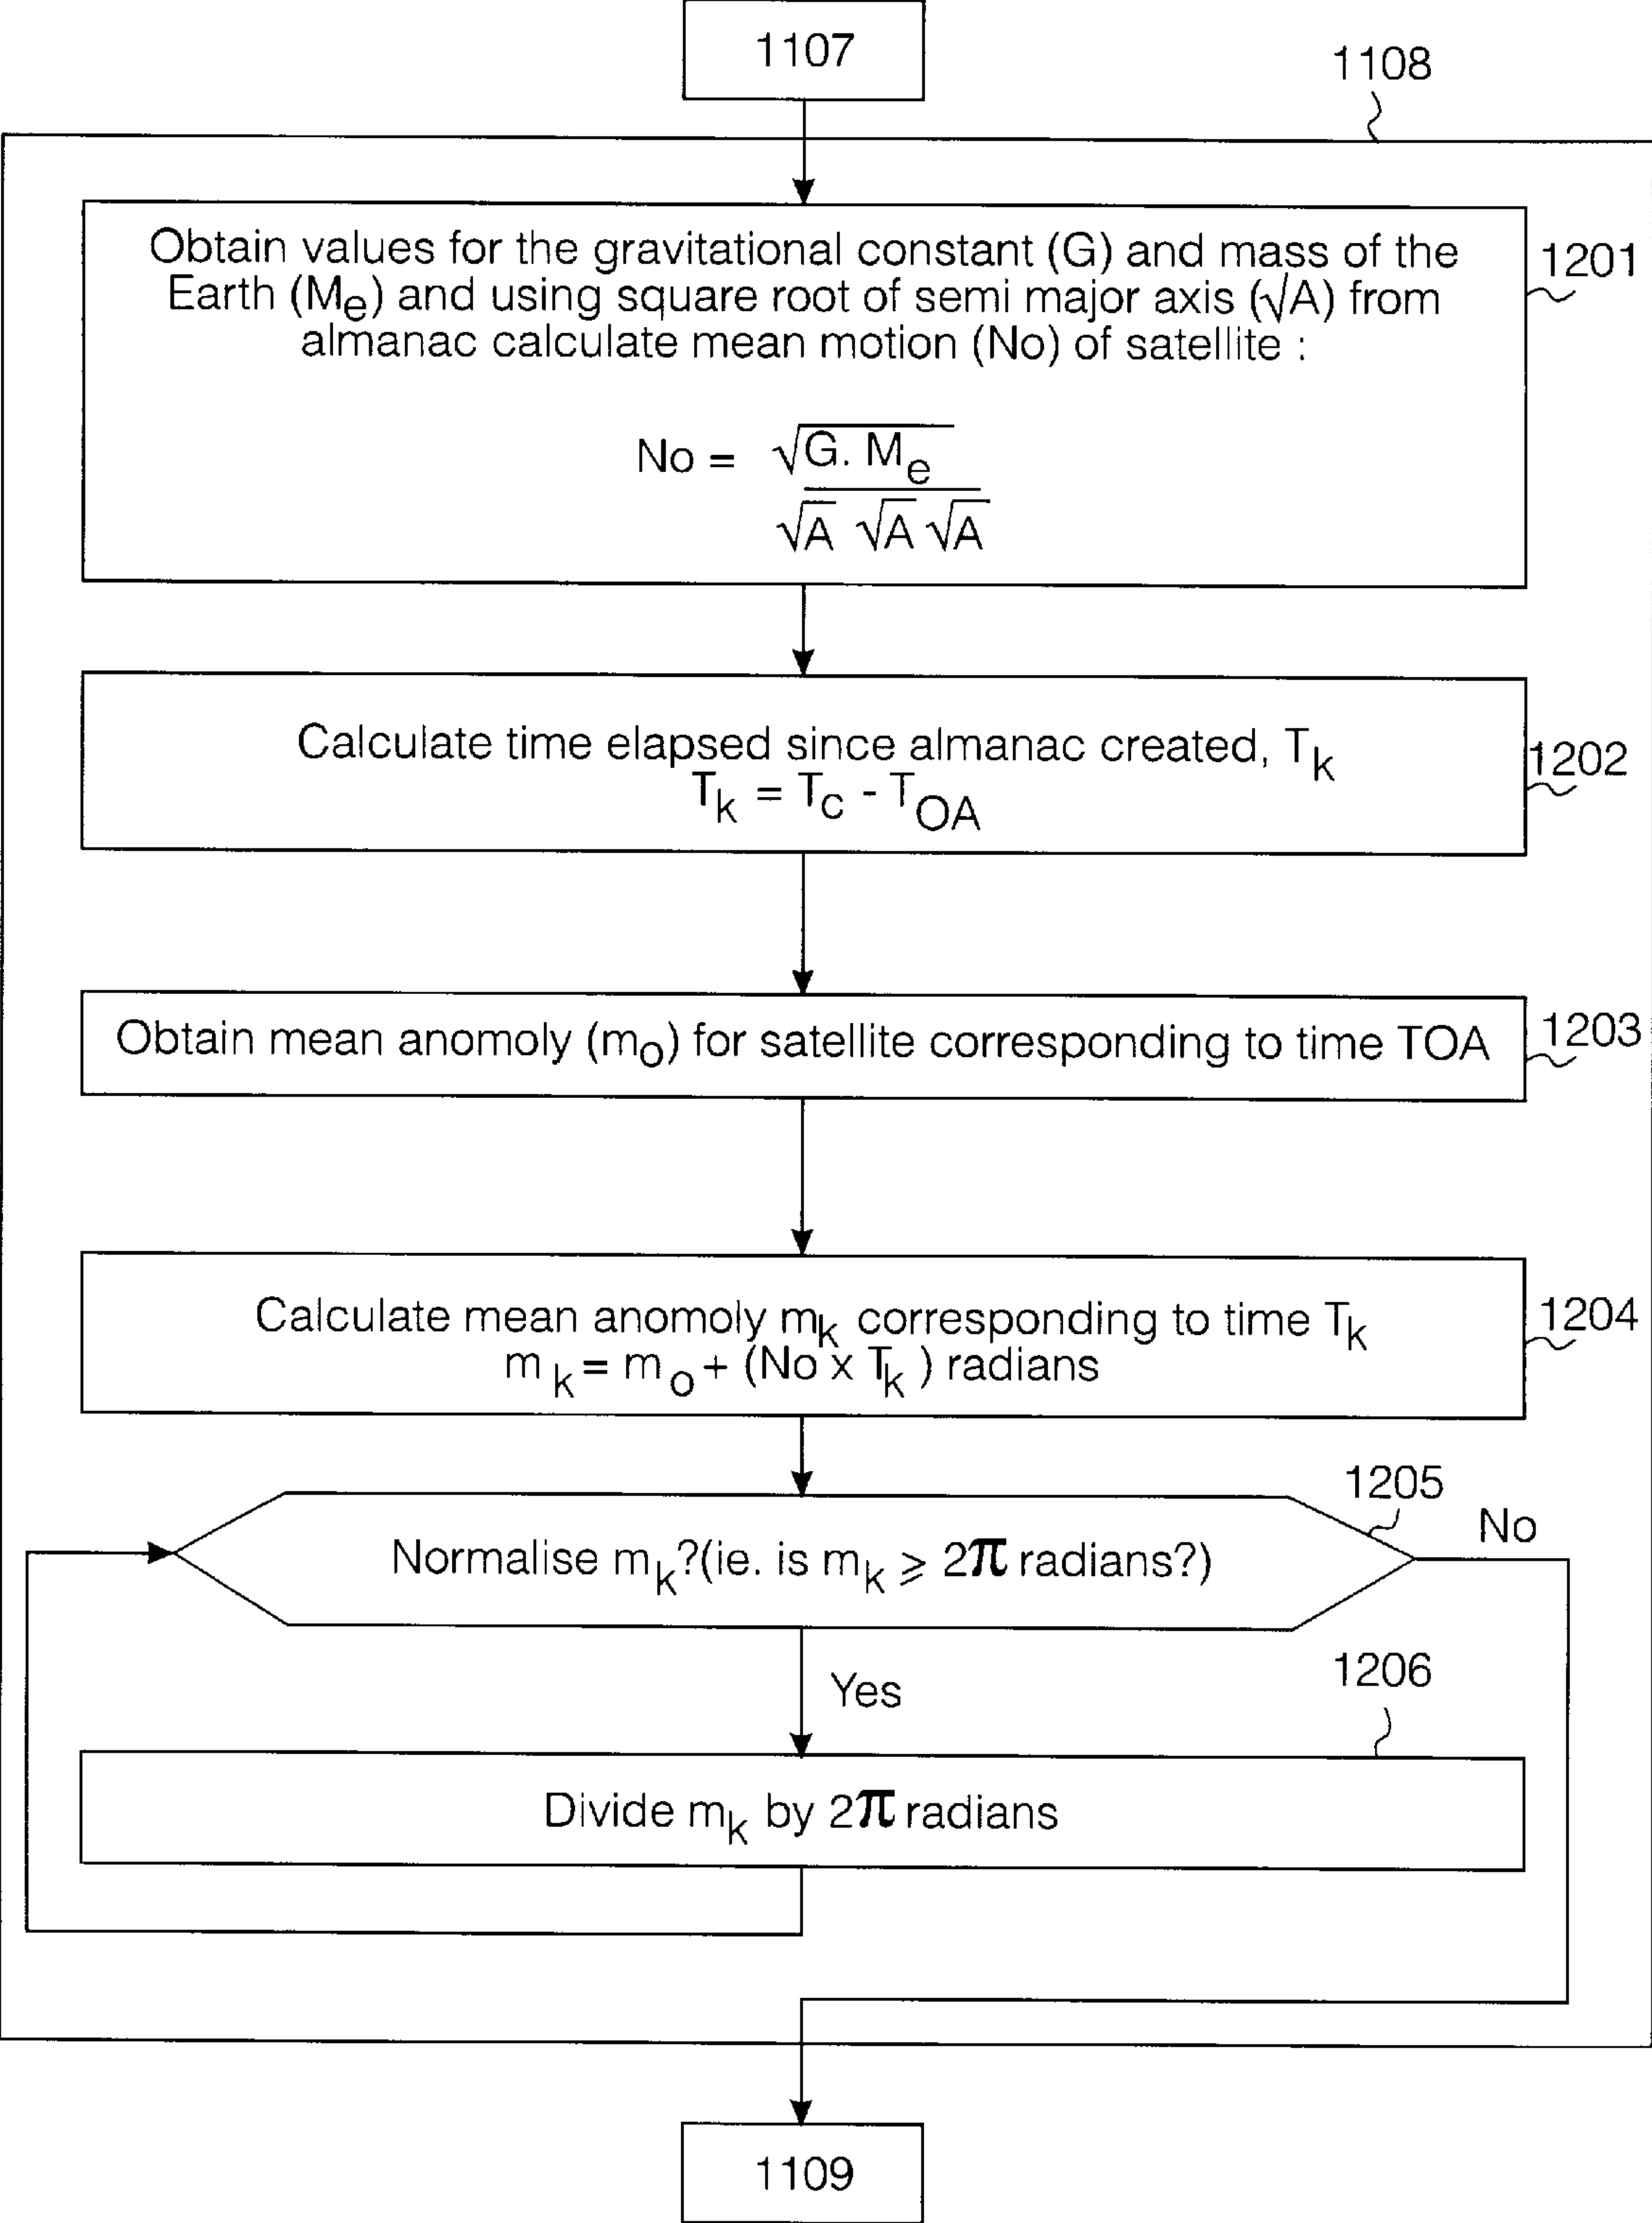 1107
1108
Obtain values for the gravitational constant (G) and mass of the
Earth (Me) and using square root of semi major axis (√A) from
almanac calculate mean motion (No) of satellite :
1201
No = √G. Me
√A √A √A
Calculate time elapsed since almanac created, Tk
Tk = Tc - TOA
1202
Obtain mean anomoly (mo) for satellite corresponding to time TOA
1203
Calculate mean anomoly mk corresponding to time Tk
mk = mo + (No x Tk) radians
1204
1205
Normalise mk?(ie. is mk ⩾ 2π radians?)
No
Yes
1206
Divide mk by 2π radians
1109